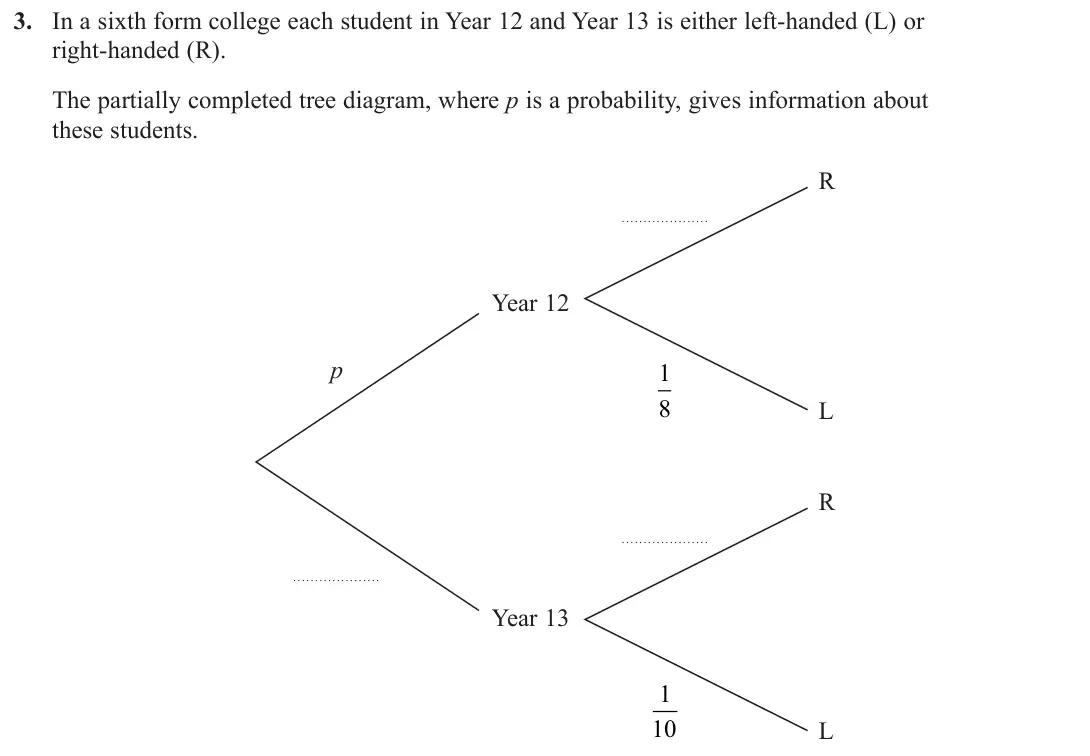 3. In a sixth form college each student in Year 12 and Year 13 is either left-handed (L) or
right-handed (R).
The partially completed tree diagram, where p is a probability, gives information about
these students.
R
....................
Year 12
p
1
8
L
R
....................
....................
Year 13
1
10
L